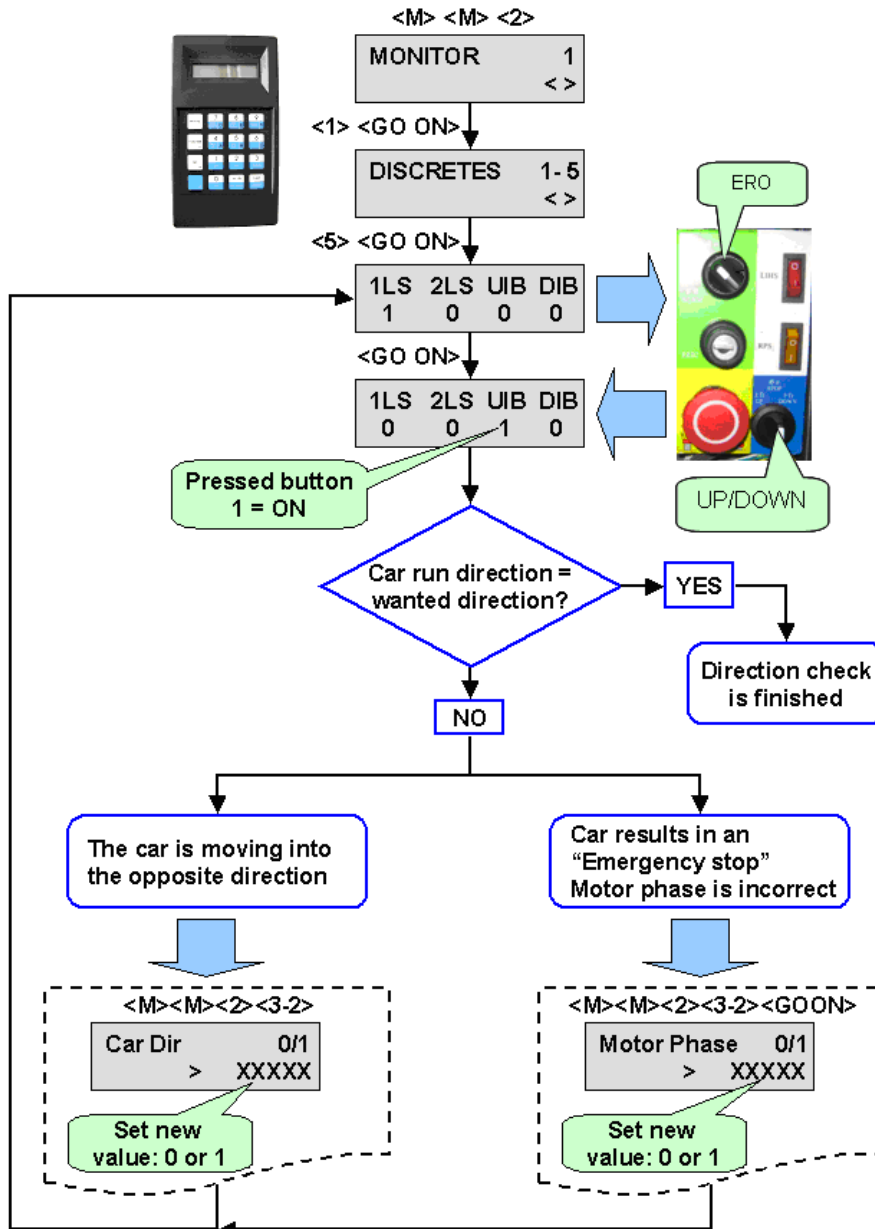 <M> <M> <2>
MONITOR 1
< >
<1> <GO ON>
DISCRETES 1-5
< >
ERO
<5> <GO ON>
1LS 2LS UIB DIB
1 0 0 0
<GO ON>
1LS 2LS UIB DIB
0 0 1 0
Pressed button
1 = ON
UP/DOWN
Car run direction =
wanted direction?
YES
Direction check
is finished
NO
The car is moving into
the opposite direction
Car results in an
“Emergency stop”
Motor phase is incorrect
<M><M><2><3-2>
Car Dir 0/1
> XXXXX
Set new
value: 0 or 1
<M><M><2><3-2><GO ON>
Motor Phase 0/1
> XXXXX
Set new
value: 0 or 1